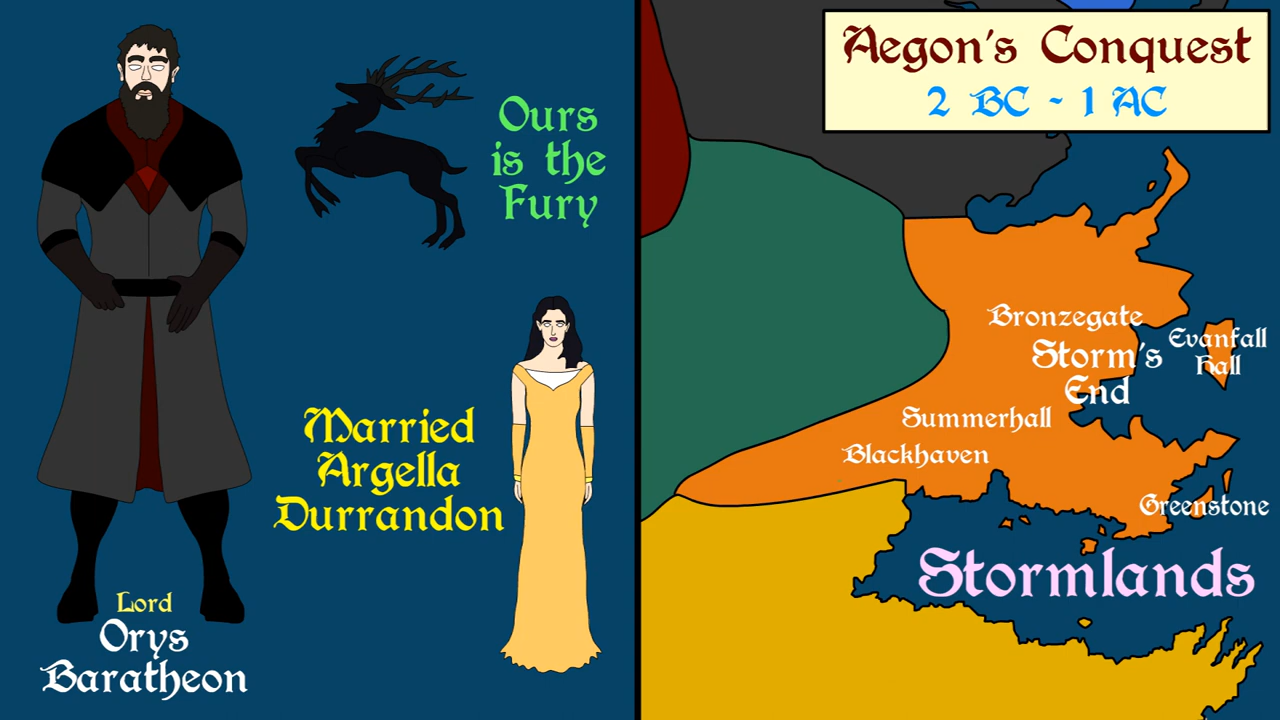 Ours
is the
Fury
Married
Argella
Durrandon
Lord
Orys
Baratheon
Aegon's Conquest
2 BC - 1 AC
Bronzegate
Storm's
End
Evanfall
Hall
Summerhall
Blackhaven
Greenstone
Stormlands